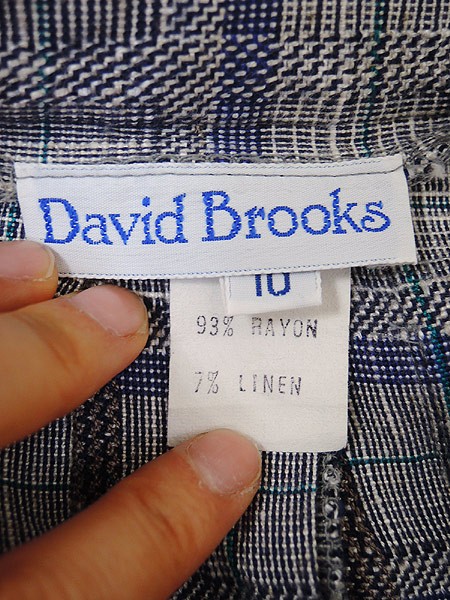 David Brooks
10
93% RAYON
7% LINEN